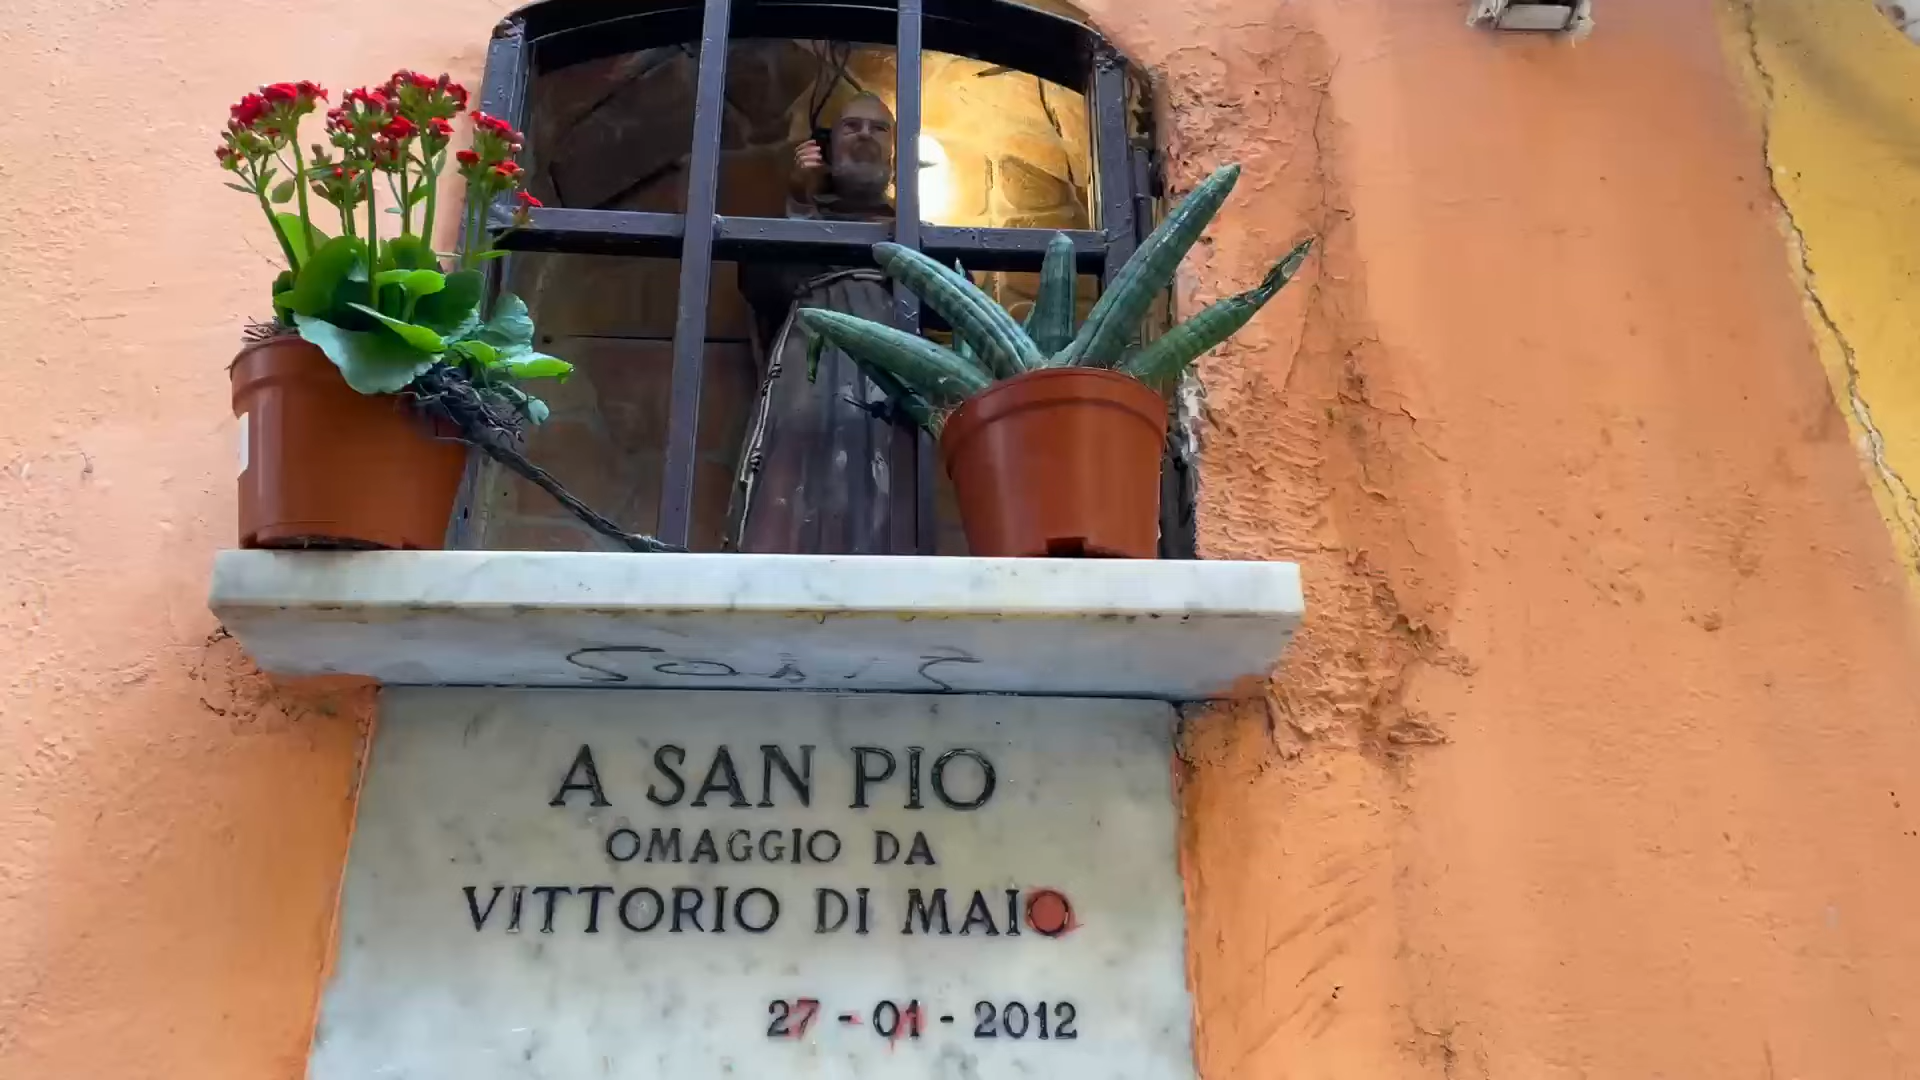 A SAN PIO
OMAGGIO DA
VITTORIO DI MAIO
27 - 01 - 2012